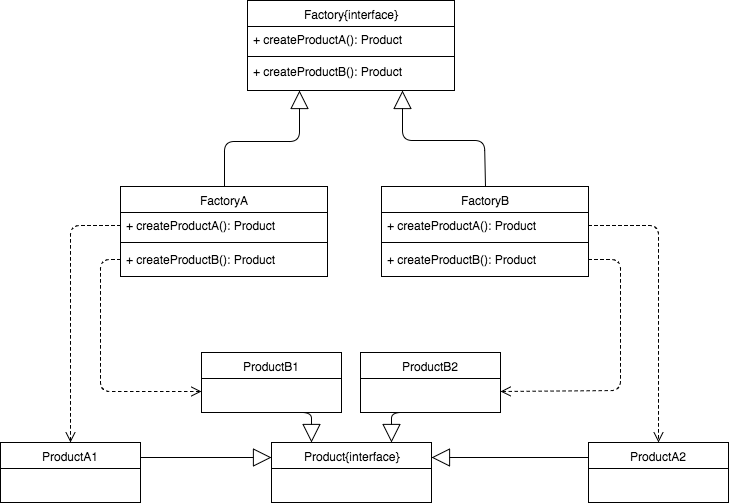 Factory{interface}
+ createProductA(): Product
+ createProductB(): Product
FactoryA
+ createProductA(): Product
+ createProductB(): Product
FactoryB
+ createProductA(): Product
+ createProductB(): Product
ProductB1
ProductB2
ProductA1
Product{interface}
ProductA2